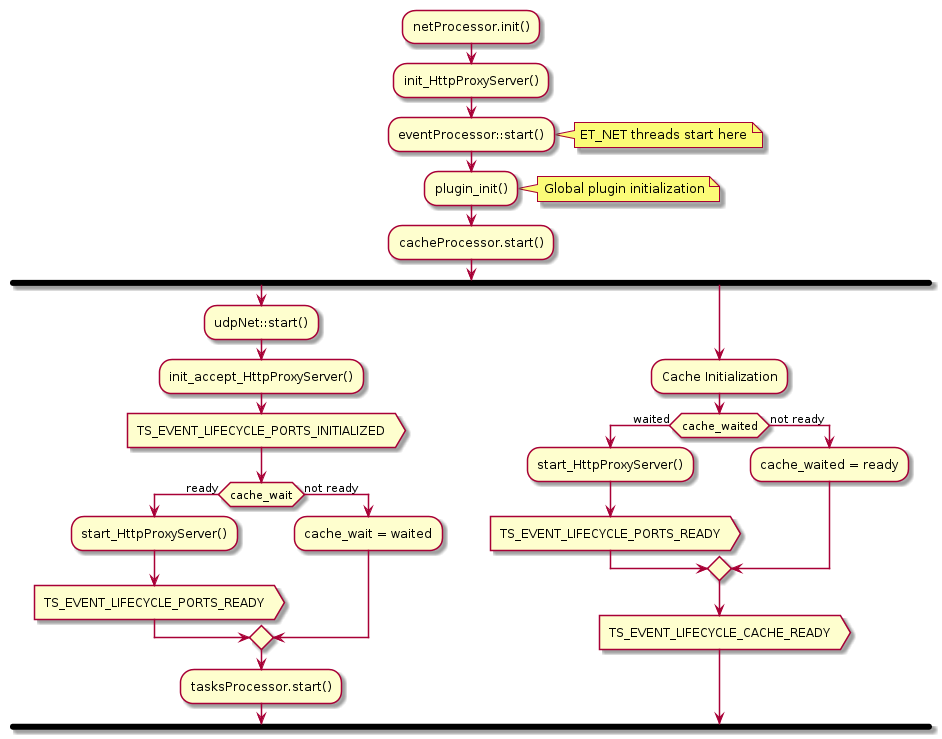 netProcessor.init()
init_HttpProxyServer()
eventProcessor::start()
ET_NET threads start here
plugin_init()
Global plugin initialization
cacheProcessor.start()
udpNet::start()
init_accept_HttpProxyServer()
TS_EVENT_LIFECYCLE_PORTS_INITIALIZED
ready
cache_wait
not ready
start_HttpProxyServer()
cache_wait = waited
TS_EVENT_LIFECYCLE_PORTS_READY
tasksProcessor.start()
Cache Initialization
waited
cache_waited
not ready
start_HttpProxyServer()
cache_waited = ready
TS_EVENT_LIFECYCLE_PORTS_READY
TS_EVENT_LIFECYCLE_CACHE_READY